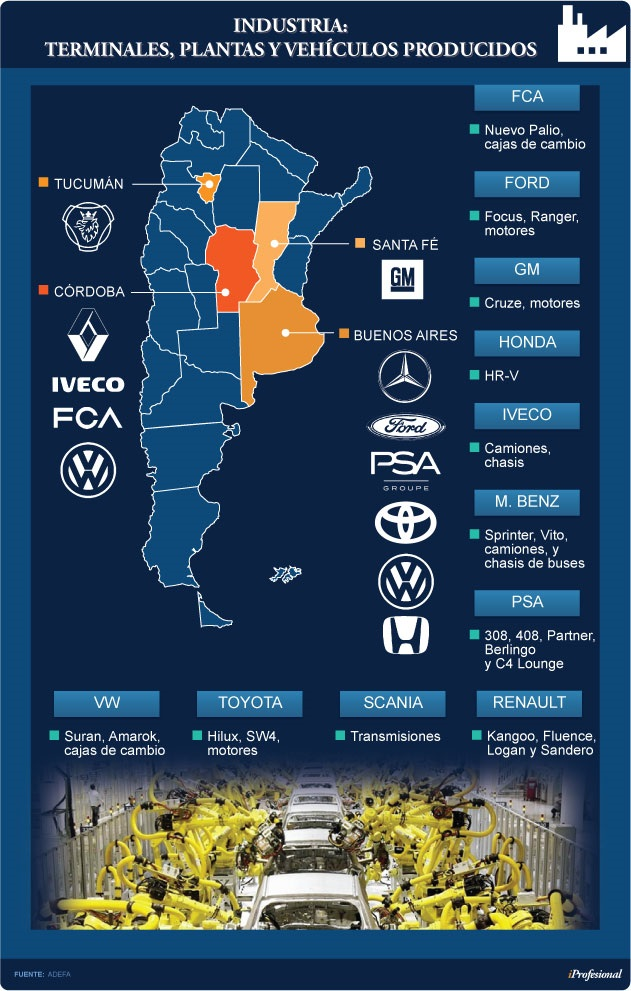 INDUSTRIA:
TERMINALES, PLANTAS Y VEHÍCULOS PRODUCIDOS
TUCUMÁN
SANTA FÉ
GM
CÓRDOBA
BUENOS AIRES
IVECO
FCA
VW
Ford
PSA
GROUPE
VW
FCA
Nuevo Palio,
cajas de cambio
FORD
Focus, Ranger,
motores
GM
Cruze, motores
HONDA
HR-V
IVECO
Camiones,
chasis
M. BENZ
Sprinter, Vito,
camiones, y
chasis de buses
PSA
308, 408, Partner,
Berlingo
y C4 Lounge
VW
Suran, Amarok,
cajas de cambio
TOYOTA
Hilux, SW4,
motores
SCANIA
Transmisiones
RENAULT
Kangoo, Fluence,
Logan y Sandero
FUENTE: ADEFA
iProfesional